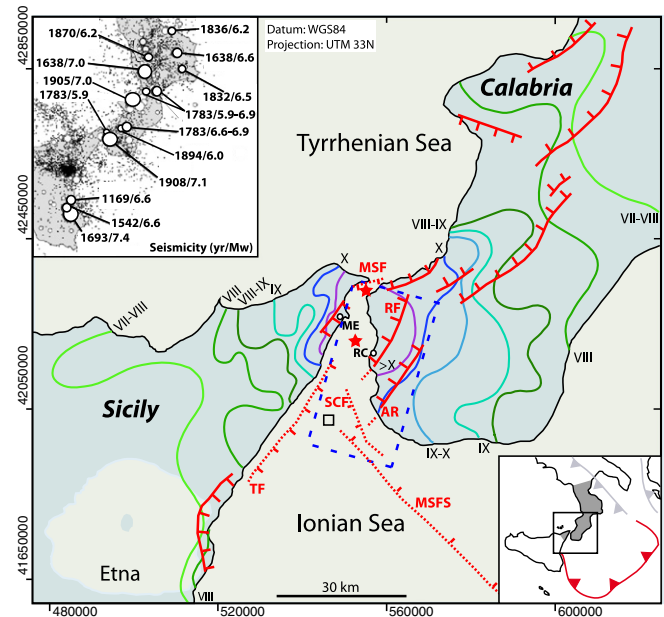 42850000
42450000
42050000
41650000
1870/6.2
1638/7.0
1905/7.0
1783/5.9
1836/6.2
1638/6.6
1832/6.5
1783/5.9-6.9
1783/6.6-6.9
1894/6.0
1908/7.1
1169/6.6
1542/6.6
1693/7.4
Seismicity (yr/Mw)
Datum: WGS84
Projection: UTM 33N
Calabria
Tyrrhenian Sea
VIII-IX
VII-VIII
X
X
MSF
VII-VIII
VIII
VIII-IX
IX
RF
ME
RC
>X
VIII
Sicily
SCF
AR
IX-X
IX
TF
MSFS
Ionian Sea
Etna
VIII
30 km
480000
520000
560000
600000